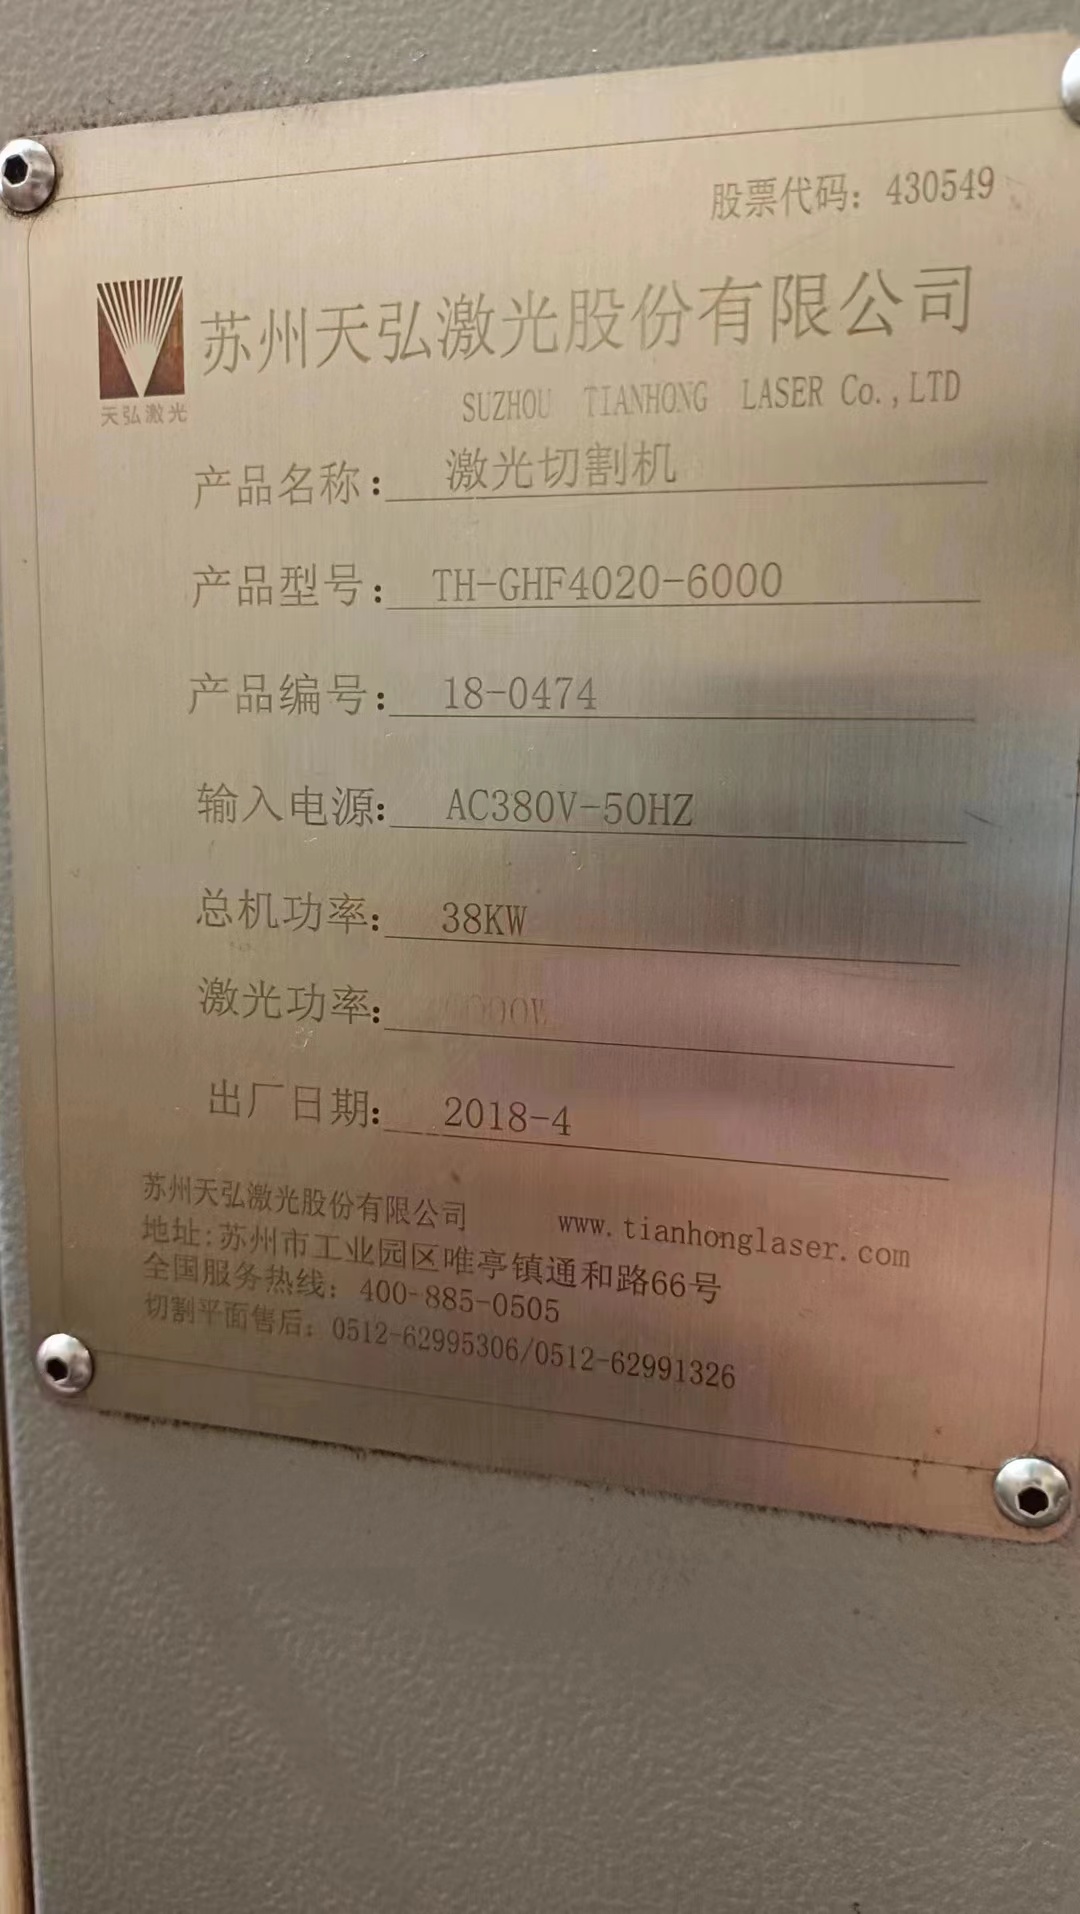 股票代码：430549
苏州天弘激光股份有限公司
天弘激光
SUZHOU TIANHONG LASER Co.,LTD
产品名称：激光切割机
产品型号：TH-GHF4020-6000
产品编号：18-0474
输入电源：AC380V-50HZ
总机功率：38KW
激光功率：
出厂日期：2018-4
苏州天弘激光股份有限公司 www.tianhonglaser.com
地址:苏州市工业园区唯亭镇通和路66号
全国服务热线：400-885-0505
切割平面售后：0512-62995306/0512-62991326